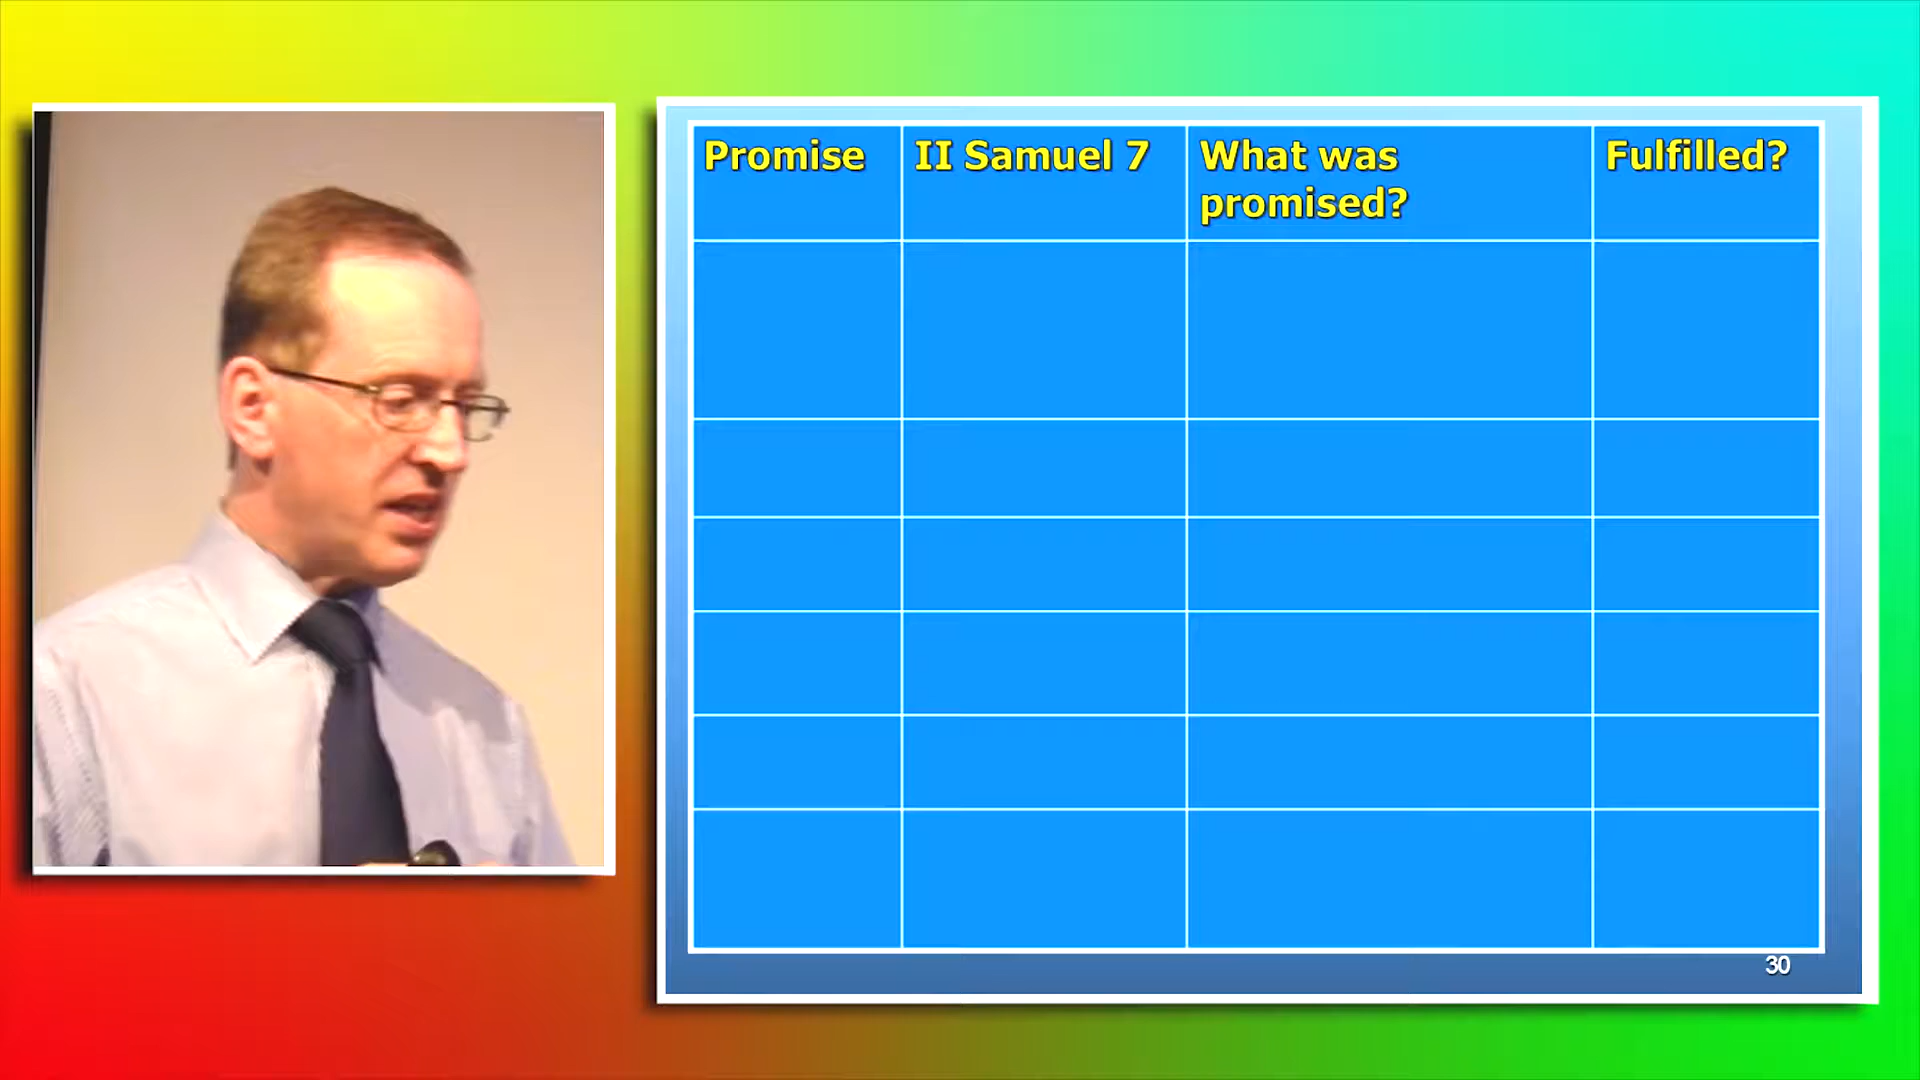 Promise
II Samuel 7
What was
promised?
Fulfilled?
30